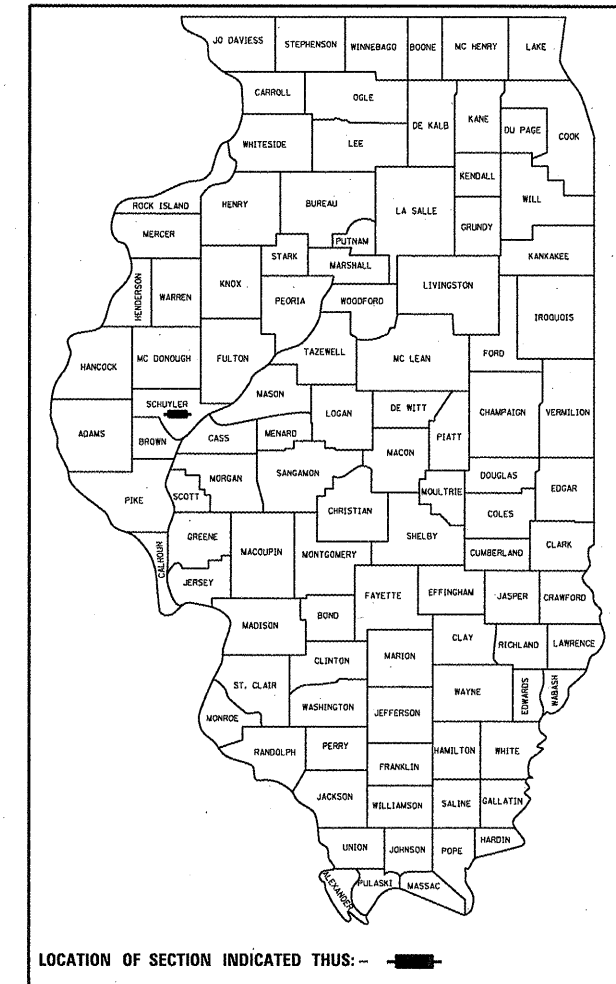 JO DAVIESS STEPHENSON WINNEBAGO BOONE MC HENRY LAKE
CARROLL OGLE DE KALB KANE DU PAGE COOK
WHITESIDE LEE KENDALL WILL
ROCK ISLAND HENRY BUREAU LA SALLE GRUNDY
MERCER PUTNAM
STARK MARSHALL KANKAKEE
HENDERSON WARREN KNOX PEORIA WOODFORD LIVINGSTON IROQUOIS
HANCOCK MC DONOUGH FULTON TAZEWELL MC LEAN FORD
SCHUYLER MASON LOGAN DE WITT CHAMPAIGN VERMILION
ADAMS BROWN CASS MENARD MACON PIATT
PIKE SCOTT MORGAN SANGAMON MOULTRIE DOUGLAS EDGAR
CHRISTIAN COLES
CALHOUN GREENE MACOUPIN MONTGOMERY SHELBY CUMBERLAND CLARK
JERSEY FAYETTE EFFINGHAM JASPER CRAWFORD
MADISON BOND
CLAY RICHLAND LAWRENCE
CLINTON MARION
ST. CLAIR WAYNE EDWARDS WABASH
MONROE WASHINGTON JEFFERSON
RANDOLPH PERRY HAMILTON WHITE
FRANKLIN
JACKSON WILLIAMSON SALINE GALLATIN
UNION JOHNSON POPE HARDIN
ALEXANDER PULASKI MASSAC
LOCATION OF SECTION INDICATED THUS: -